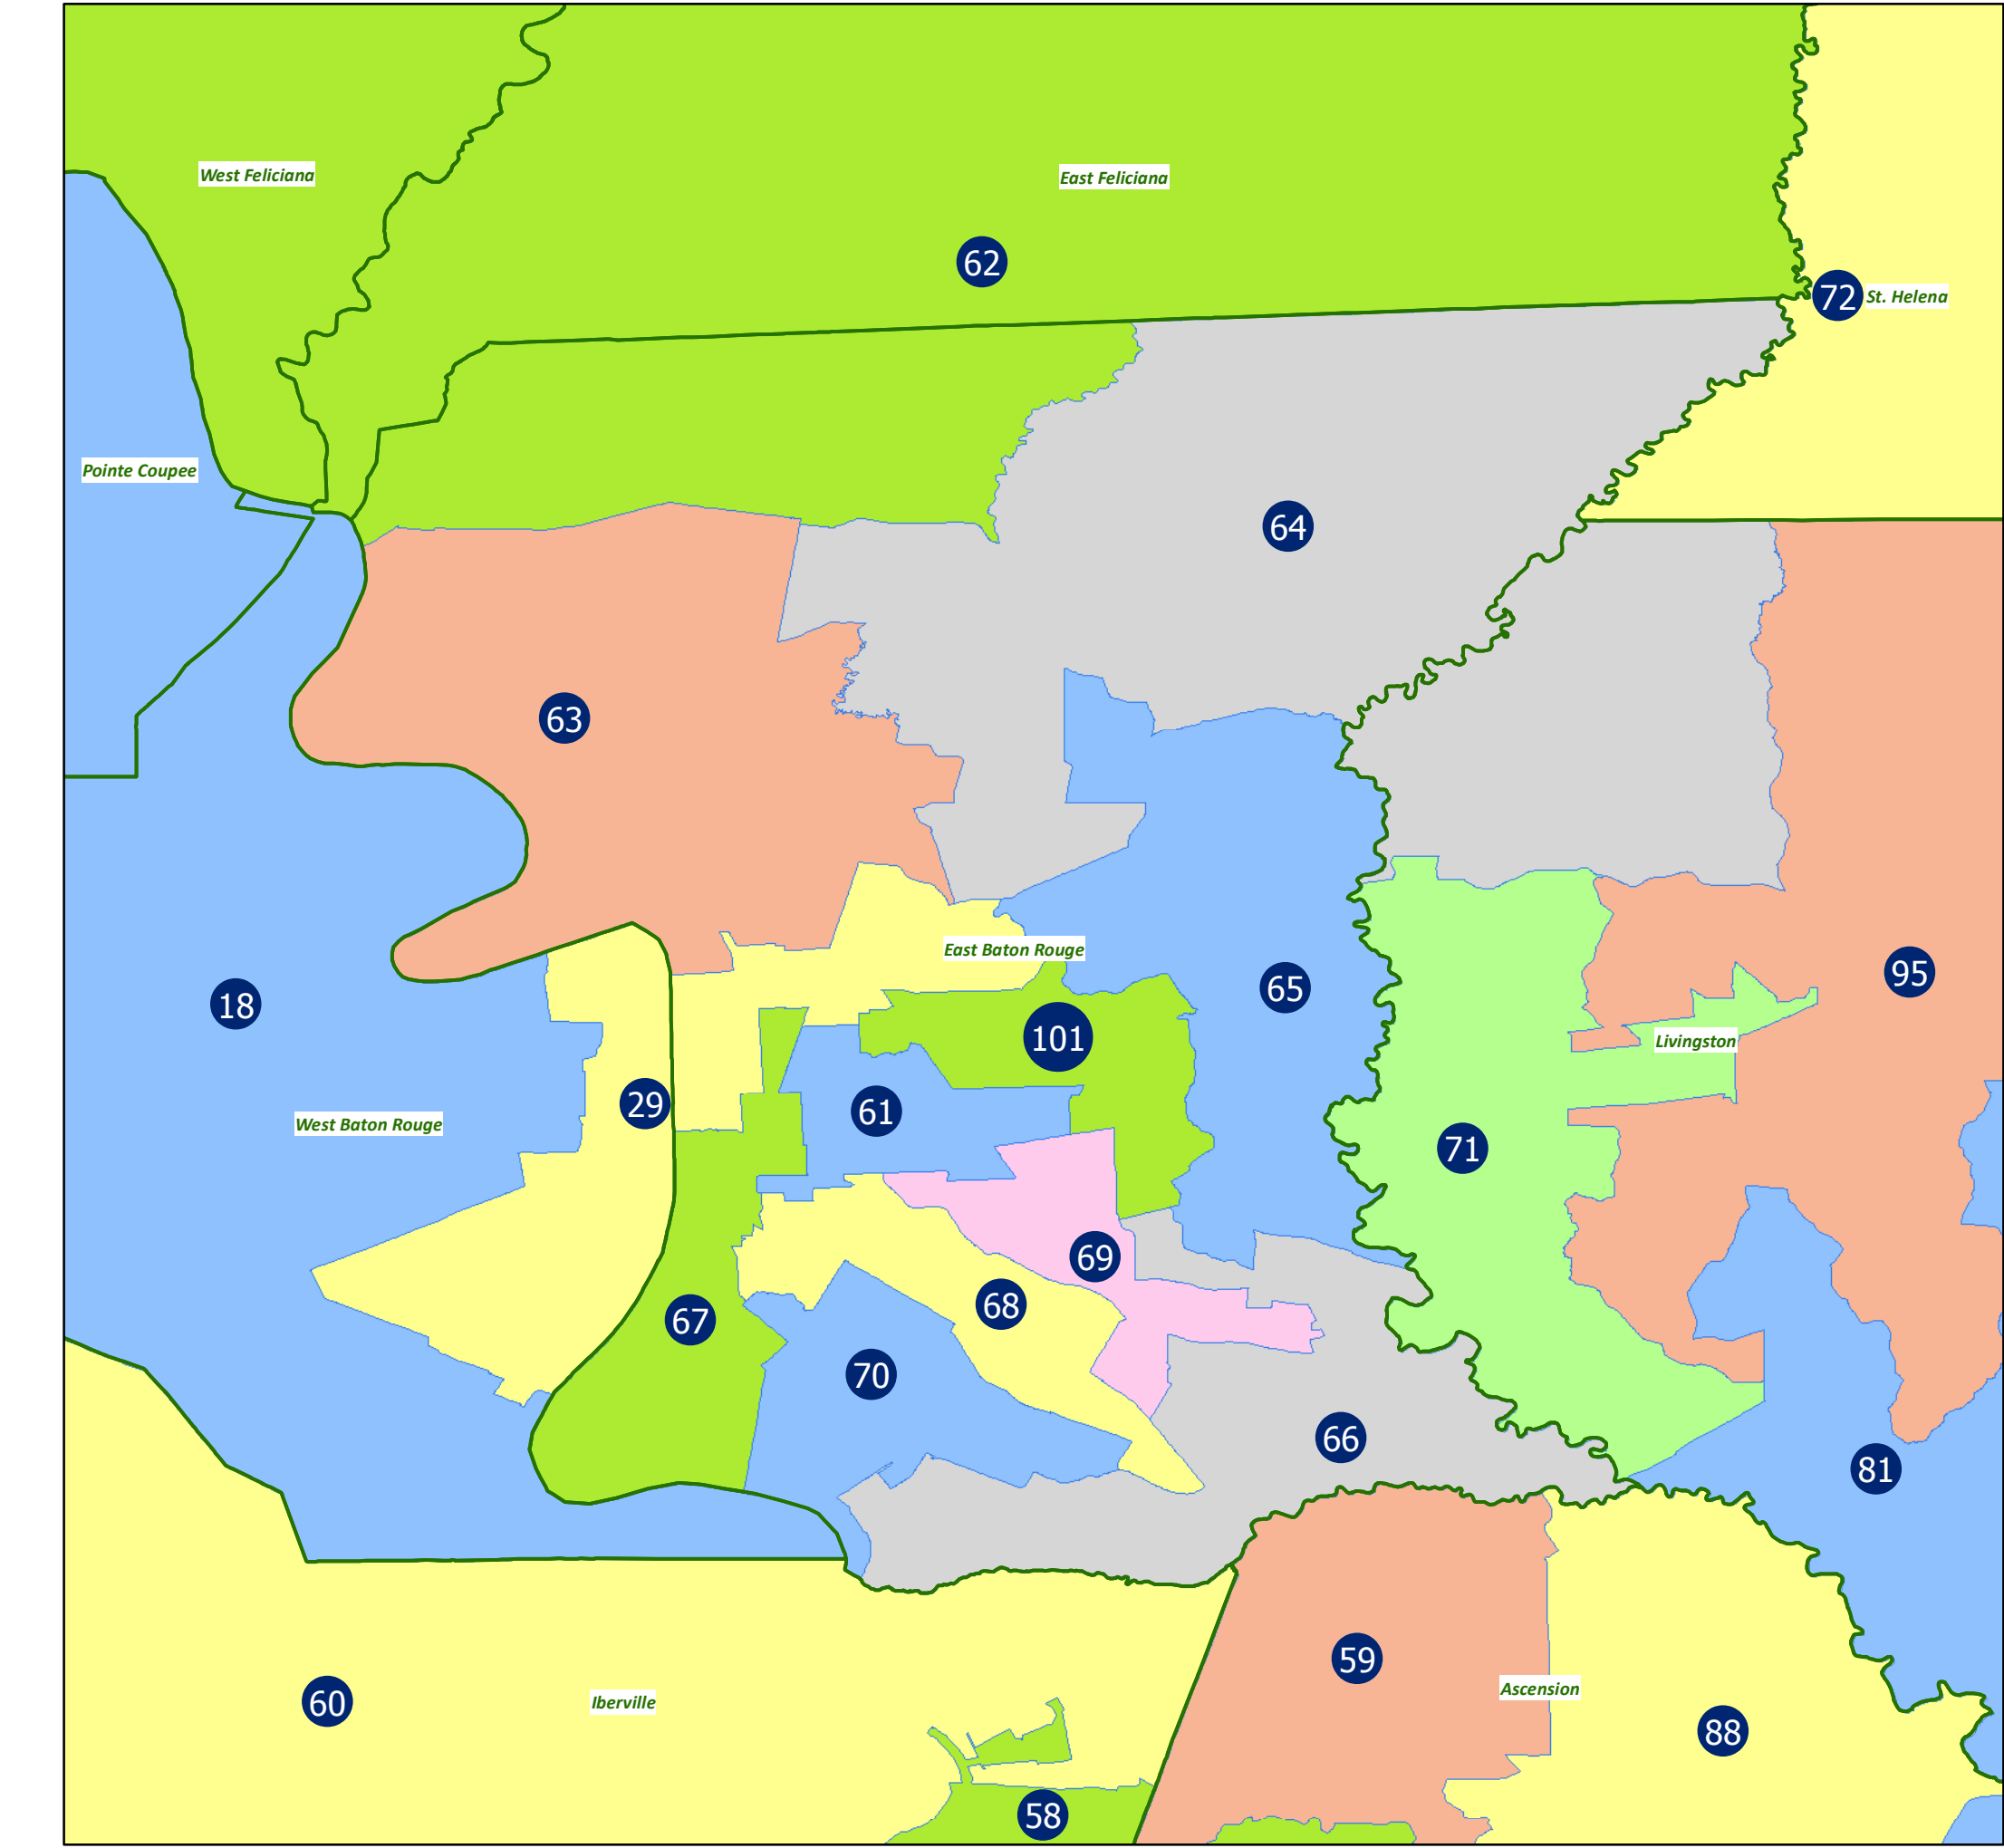 West Feliciana
East Feliciana
62
72
St. Helena
Pointe Coupee
64
63
East Baton Rouge
95
65
18
101
Livingston
29
61
West Baton Rouge
71
69
68
67
70
66
81
59
Ascension
60
Iberville
88
58